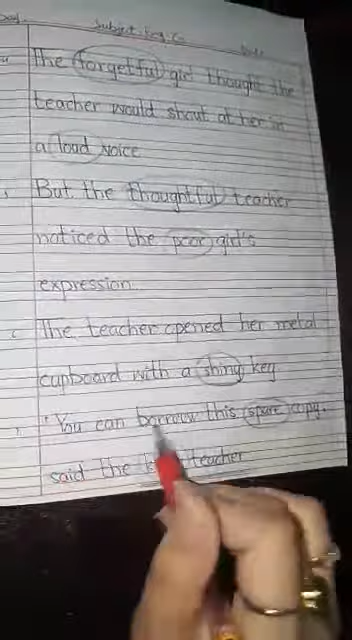 Day. Subject. Eng. G. Date
The forgetful girl thought the
teacher would shout at her in
a loud voice
But the thoughtful teacher
noticed the poor girl's
expression.
The teacher opened her metal
cupboard with a shiny key
"You can borrow this spare copy.
said the teacher